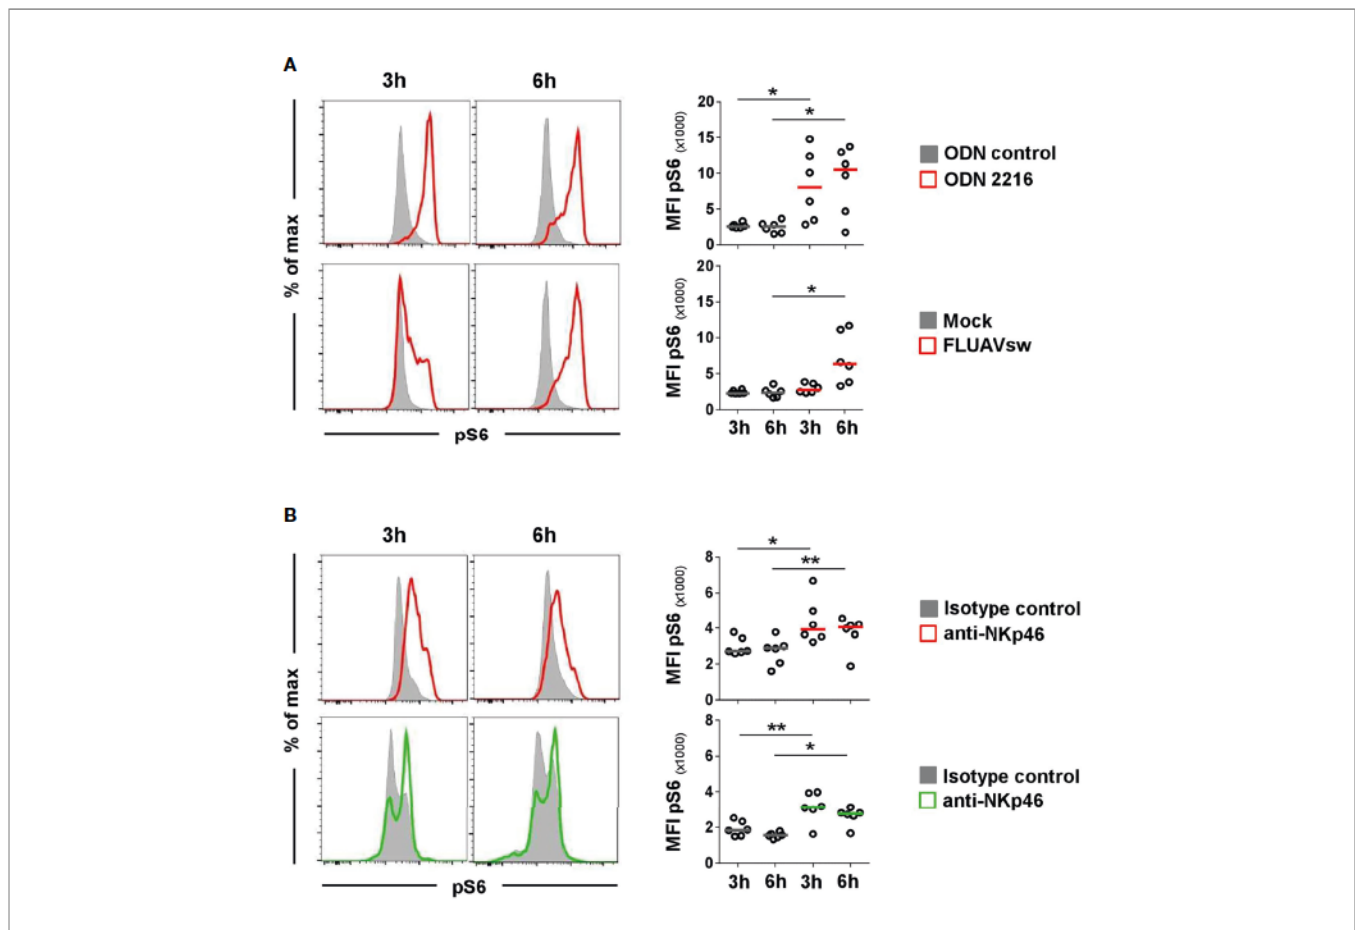 A
3h 6h
% of max
pS6
MFI pS6 (x1000)
20
15
10
5
0
*
*
ODN control
ODN 2216
MFI pS6 (x1000)
20
15
10
5
0
*
3h 6h 3h 6h
Mock
FLUAVsw
B
3h 6h
% of max
pS6
MFI pS6 (x1000)
8
6
4
2
0
*
**
Isotype control
anti-NKp46
MFI pS6 (x1000)
8
6
4
2
0
**
*
3h 6h 3h 6h
Isotype control
anti-NKp46